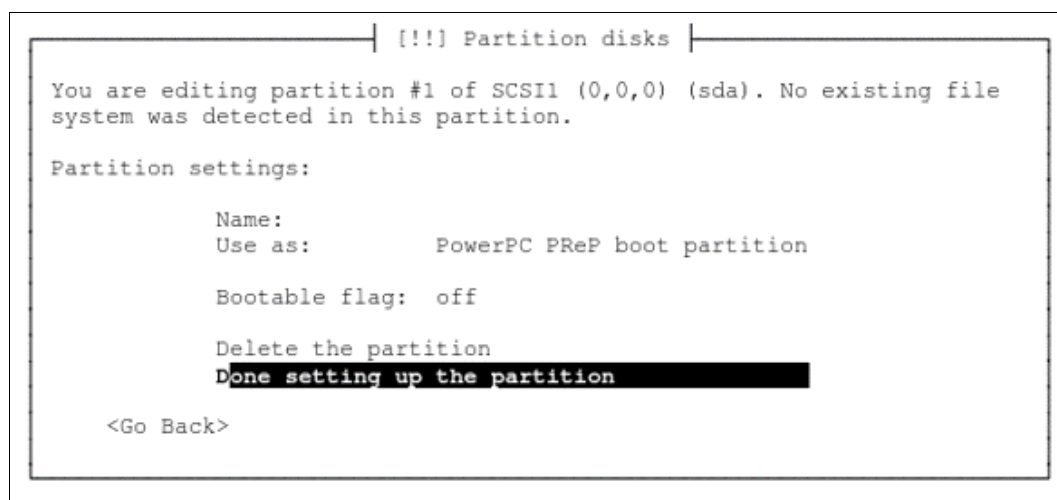 [!!] Partition disks
You are editing partition #1 of SCSI1 (0,0,0) (sda). No existing file
system was detected in this partition.
Partition settings:
Name:
Use as: PowerPC PReP boot partition
Bootable flag: off
Delete the partition
Done setting up the partition
<Go Back>